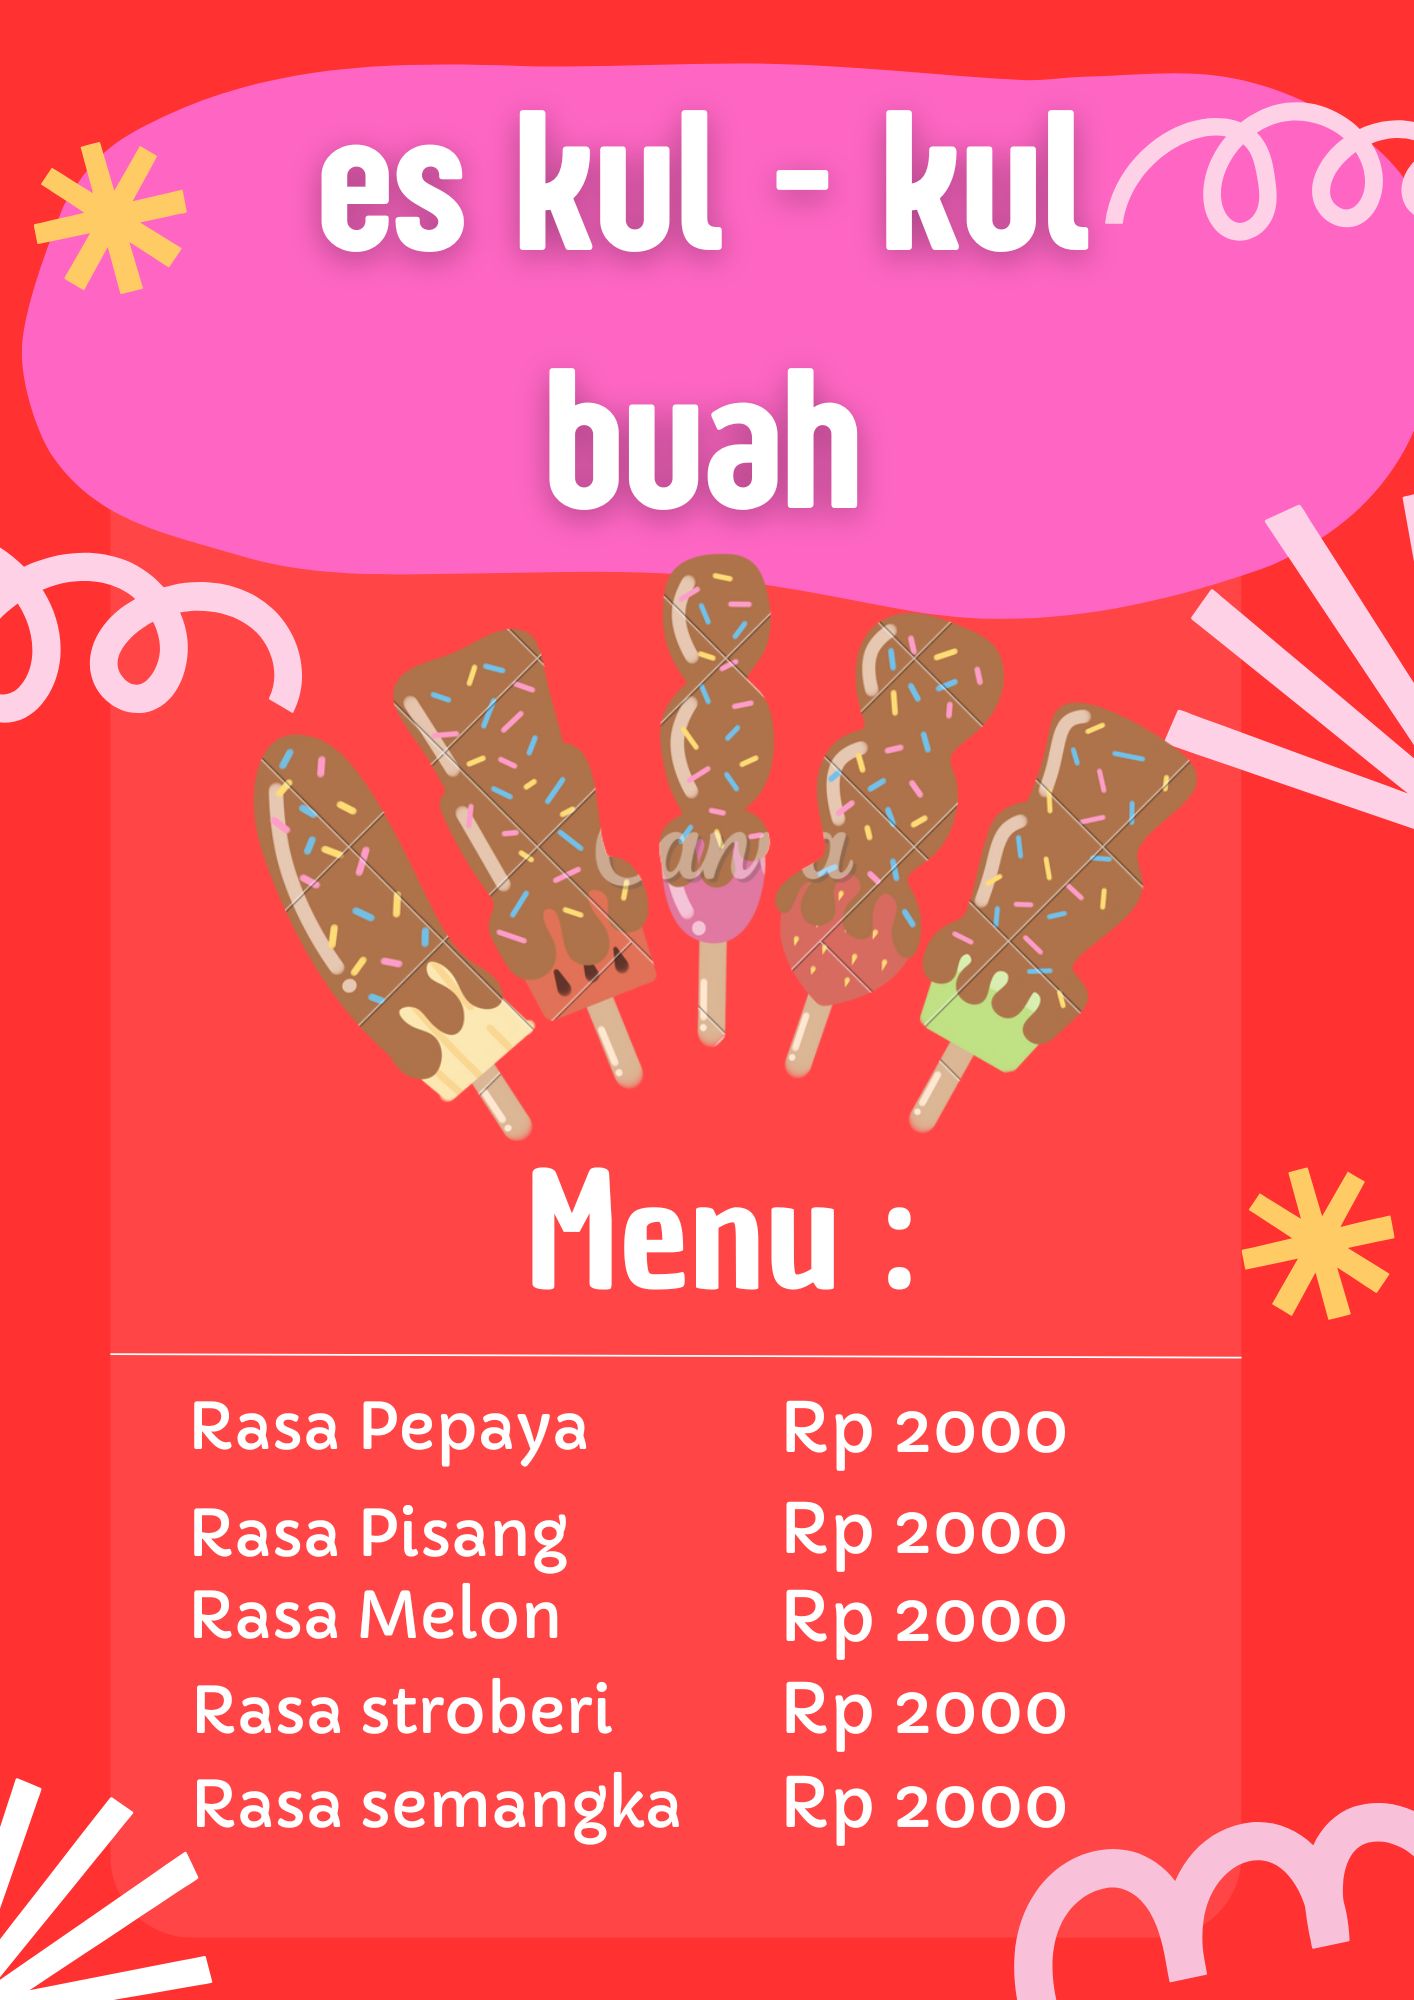 es kul - kul
buah
Canva
Menu :
Rasa Pepaya Rp 2000
Rasa Pisang Rp 2000
Rasa Melon Rp 2000
Rasa stroberi Rp 2000
Rasa semangka Rp 2000